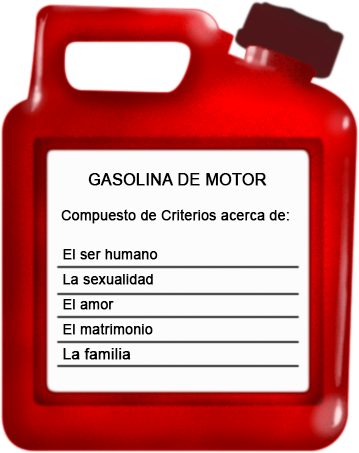 GASOLINA DE MOTOR
Compuesto de Criterios acerca de:
El ser humano
La sexualidad
El amor
El matrimonio
La familia